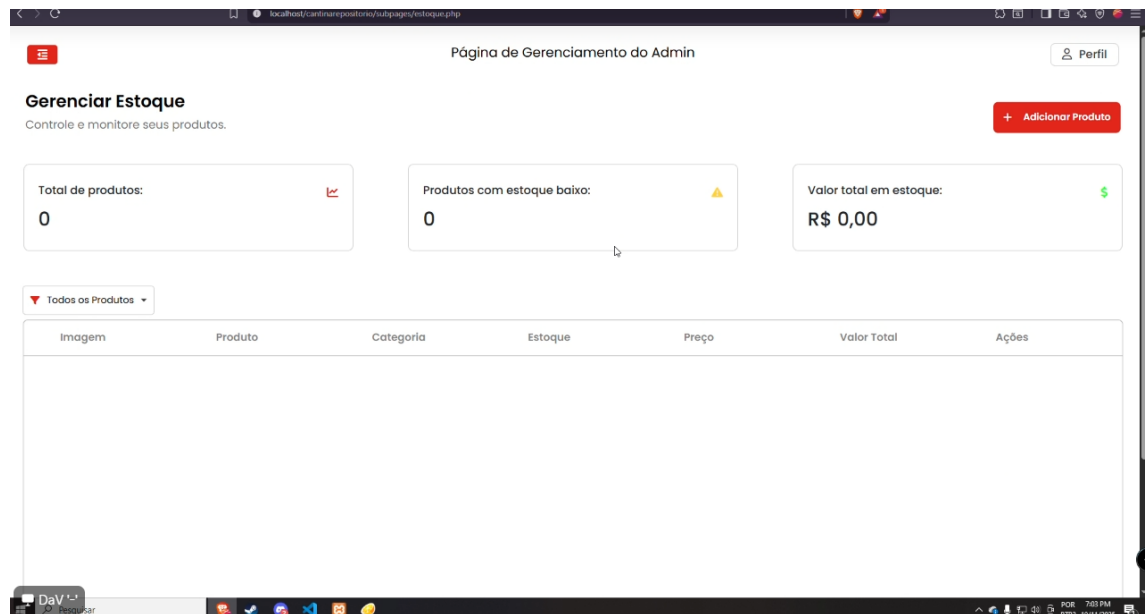 localhost/cantinarepositorio/subpages/estoque.php
Página de Gerenciamento do Admin
Perfil
Gerenciar Estoque
Controle e monitore seus produtos.
+ Adicionar Produto
Total de produtos:
0
Produtos com estoque baixo:
0
Valor total em estoque:
$
R$ 0,00
Todos os Produtos
Imagem Produto Categoria Estoque Preço Valor Total Ações
DaV '-'
Pesquisar
POR 7:03 PM